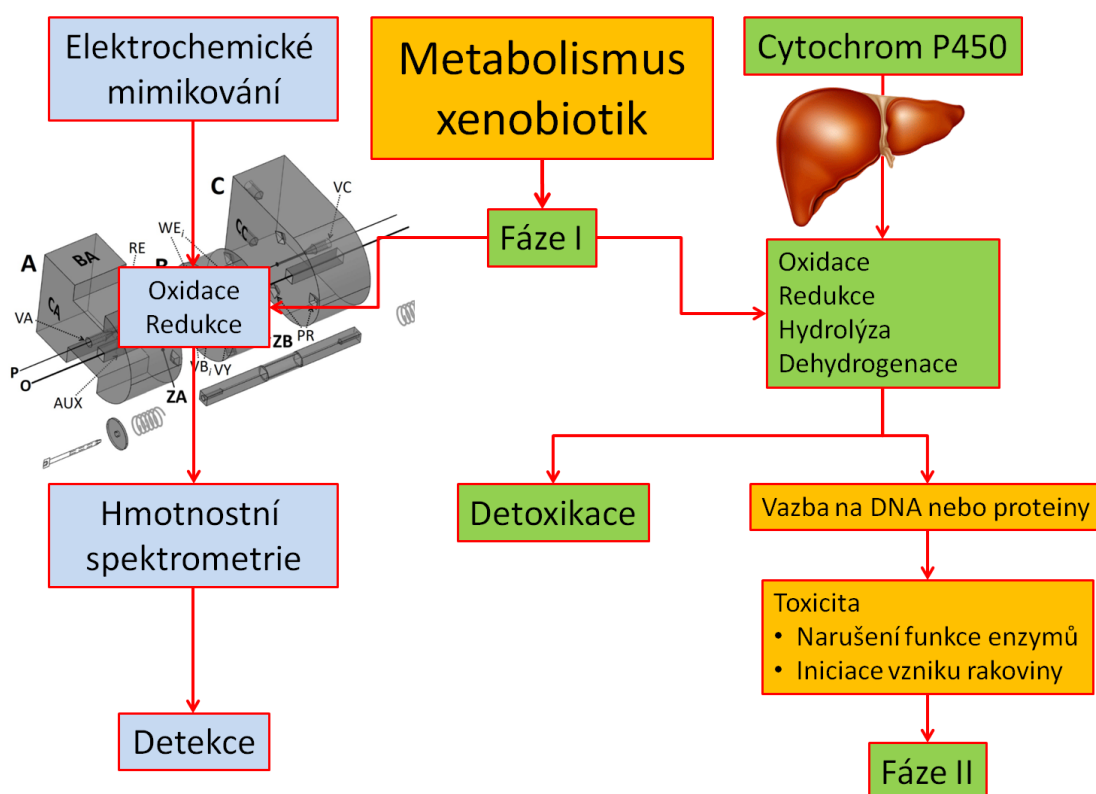 Elektrochemické
mimikování
Metabolismus
xenobiotik
Cytochrom P450
Fáze I
A
BA
CA
RE
VA
P
O
AUX
ZA
WEi
VBi
VY
ZB
PR
C
CC
VC
Oxidace
Redukce
Oxidace
Redukce
Hydrolýza
Dehydrogenace
Hmotnostní
spektrometrie
Detoxikace
Vazba na DNA nebo proteiny
Toxicita
• Narušení funkce enzymů
• Iniciace vzniku rakoviny
Detekce
Fáze II